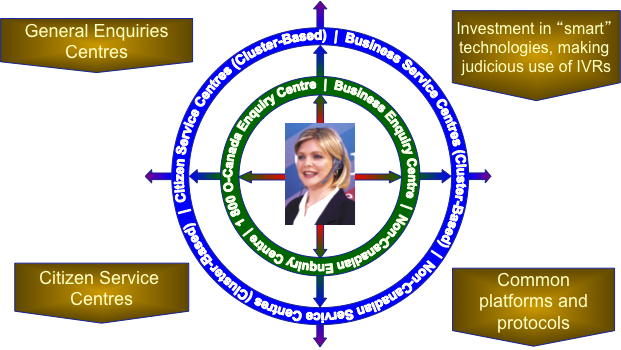 General Enquiries
Centres
Investment in “smart”
technologies, making
judicious use of IVRs
Citizen Service Centres (Cluster-Based) | Business Service Centres (Cluster-Based) | Non-Canadian Service Centres (Cluster-Based) |
1 800 O-Canada Enquiry Centre | Business Enquiry Centre | Non-Canadian Enquiry Centre |
Citizen Service
Centres
Common
platforms and
protocols